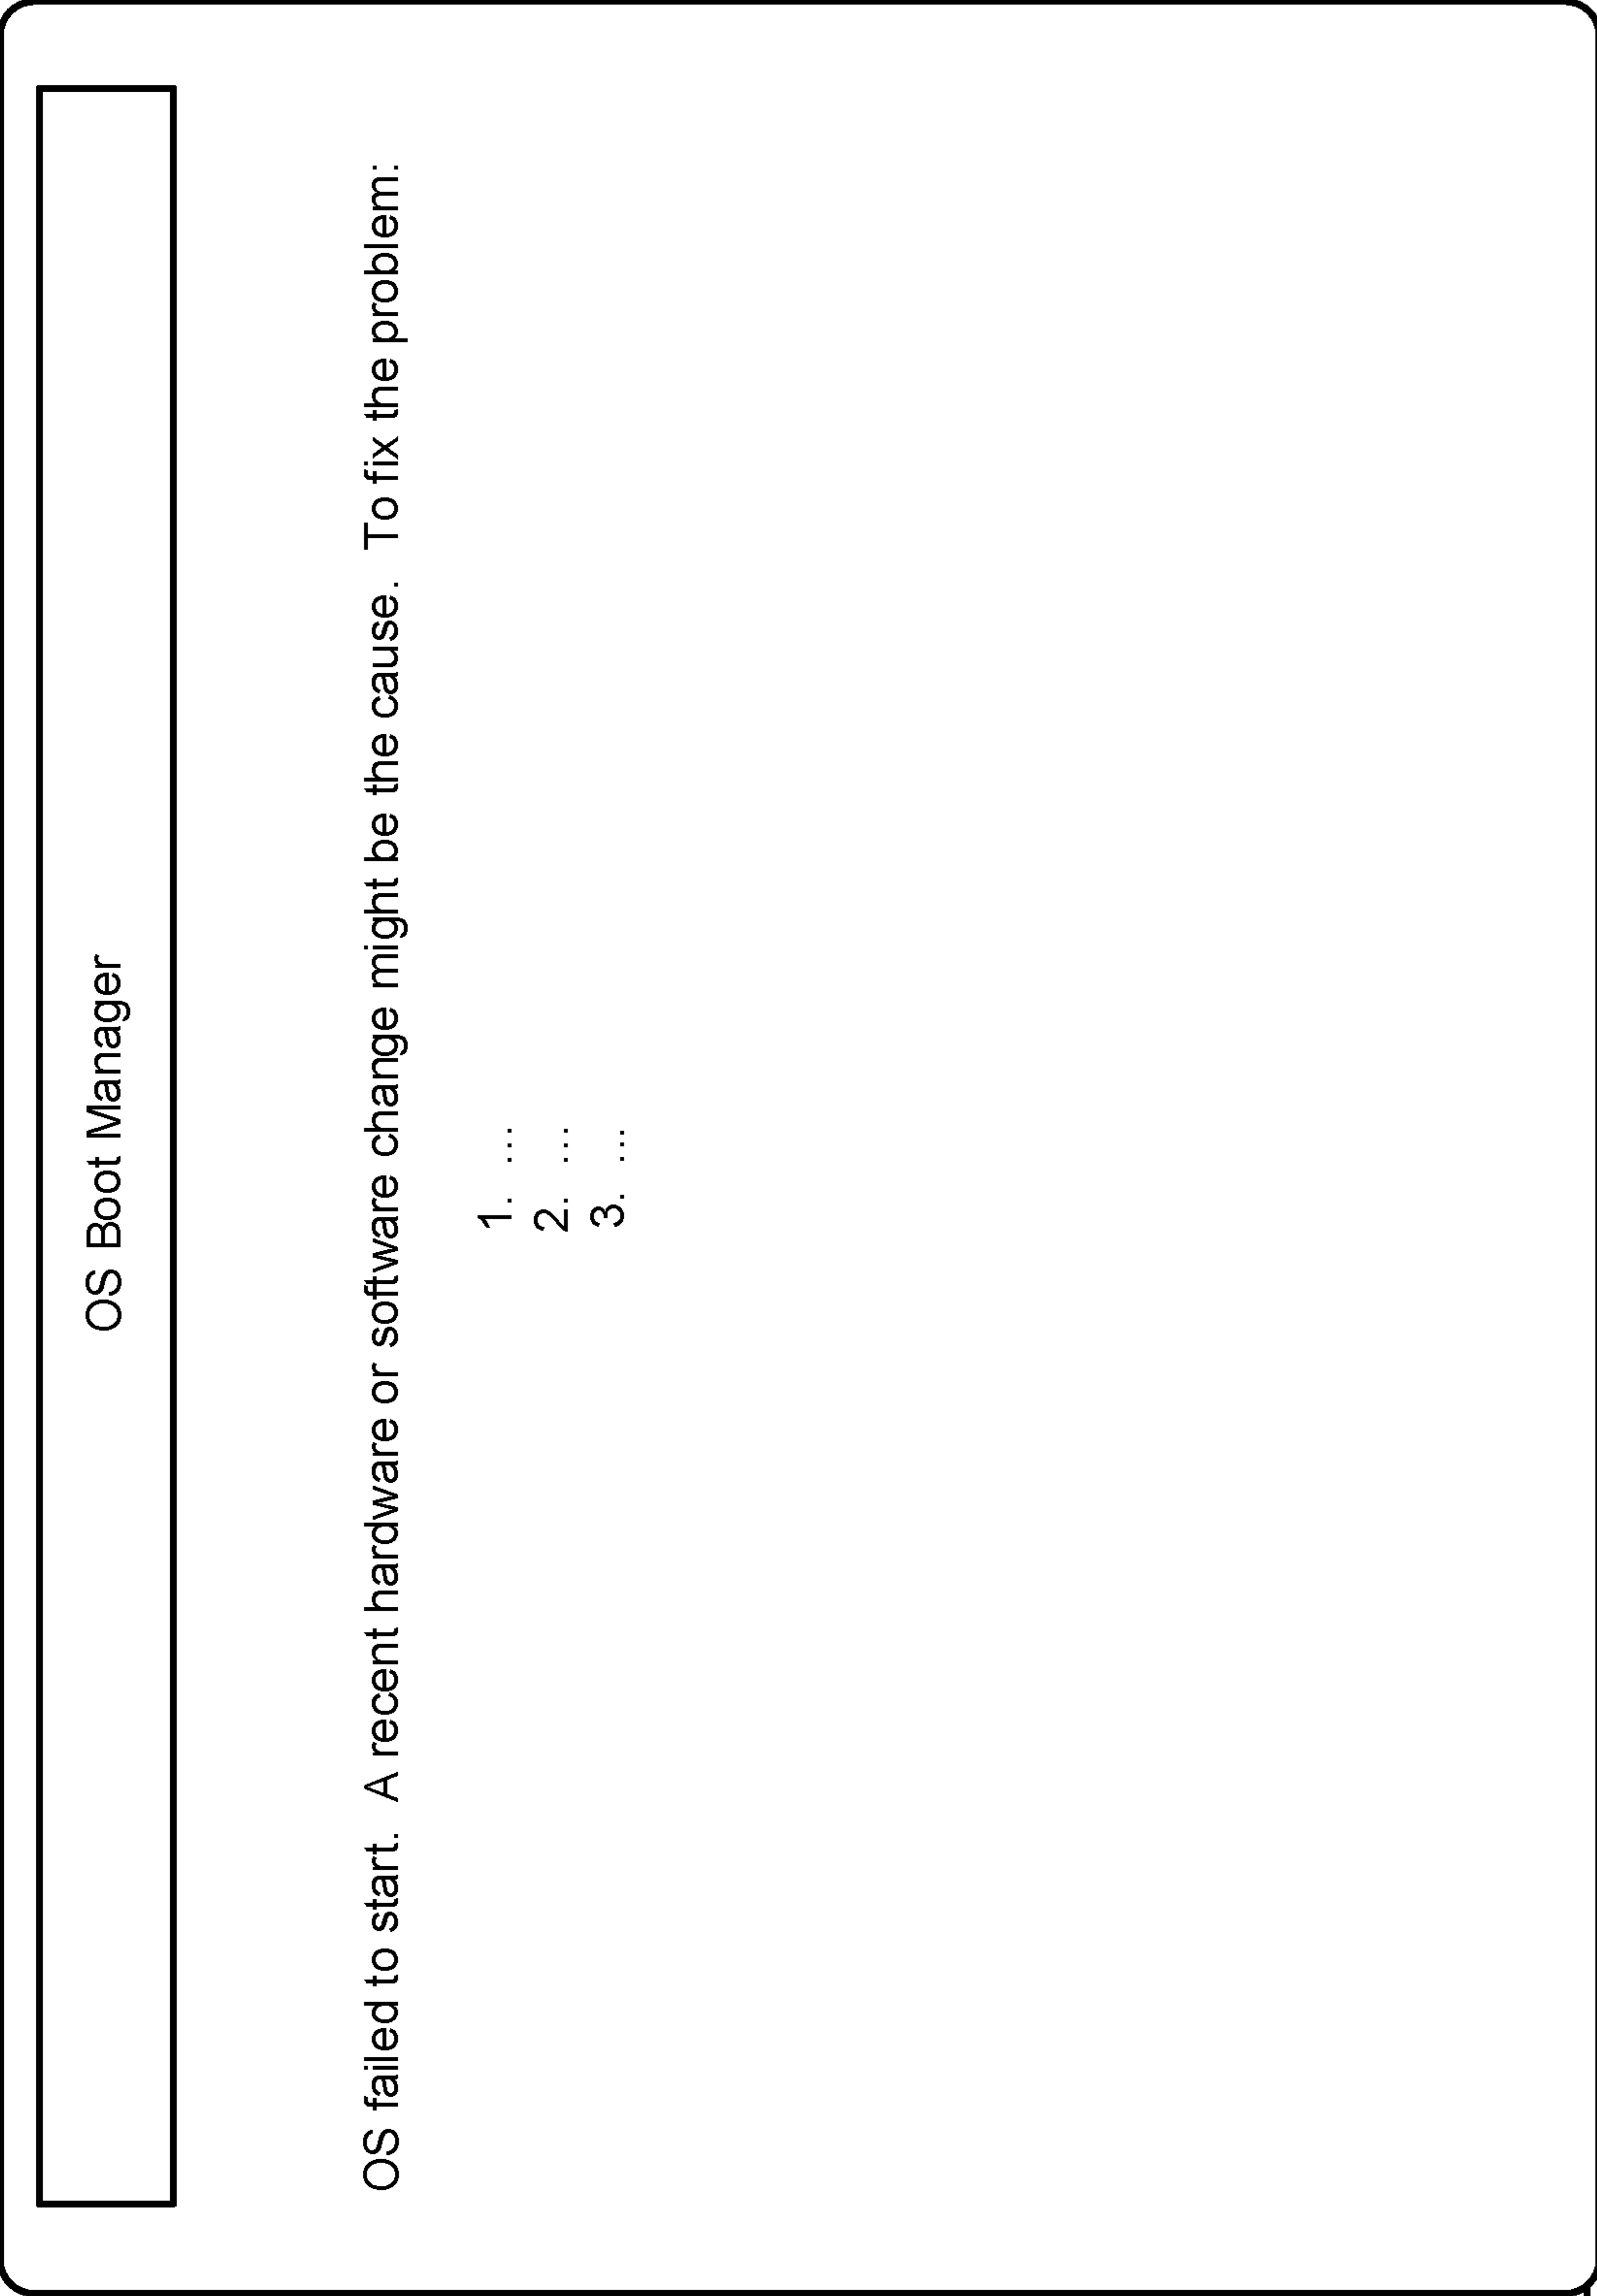 OS Boot Manager
OS failed to start.  A recent hardware or software change might be the cause.  To fix the problem:
1. ...
2. ...
3. ...